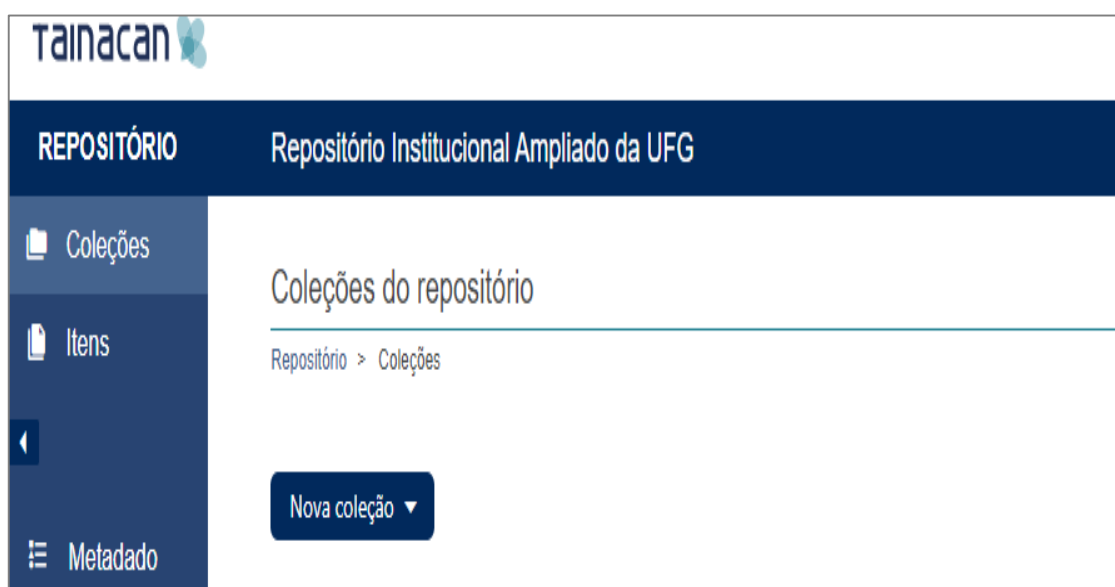 Tainacan
REPOSITÓRIO
Repositório Institucional Ampliado da UFG
Coleções
Itens
Metadado
Coleções do repositório
Repositório > Coleções
Nova coleção